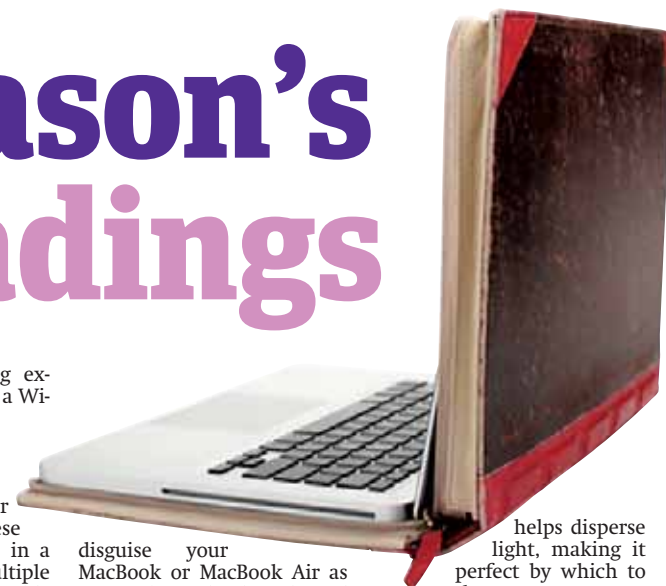 ason's
adings
g ex-
a Wi-
r
ese
in a
ltiple
disguise your
MacBook or MacBook Air as
helps disperse
light, making it
perfect by which to